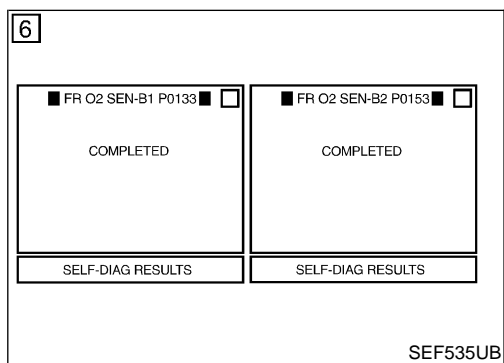 6
FR O2 SEN-B1 P0133
COMPLETED
SELF-DIAG RESULTS
FR O2 SEN-B2 P0153
COMPLETED
SELF-DIAG RESULTS
SEF535UB